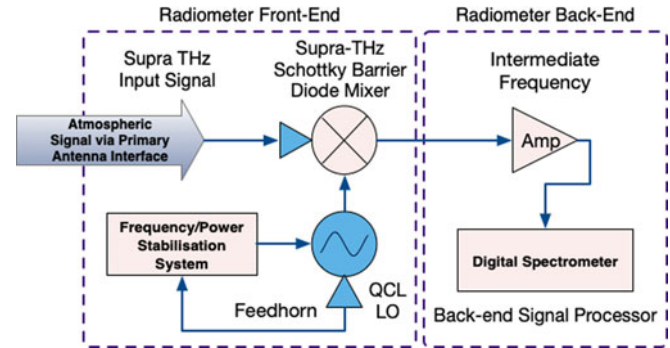 Radiometer Front-End
Radiometer Back-End
Supra THz
Input Signal
Supra-THz
Schottky Barrier
Diode Mixer
Intermediate
Frequency
Atmospheric
Signal via Primary
Antenna Interface
Amp
Frequency/Power
Stabilisation
System
Digital Spectrometer
Feedhorn
QCL
LO
Back-end Signal Processor